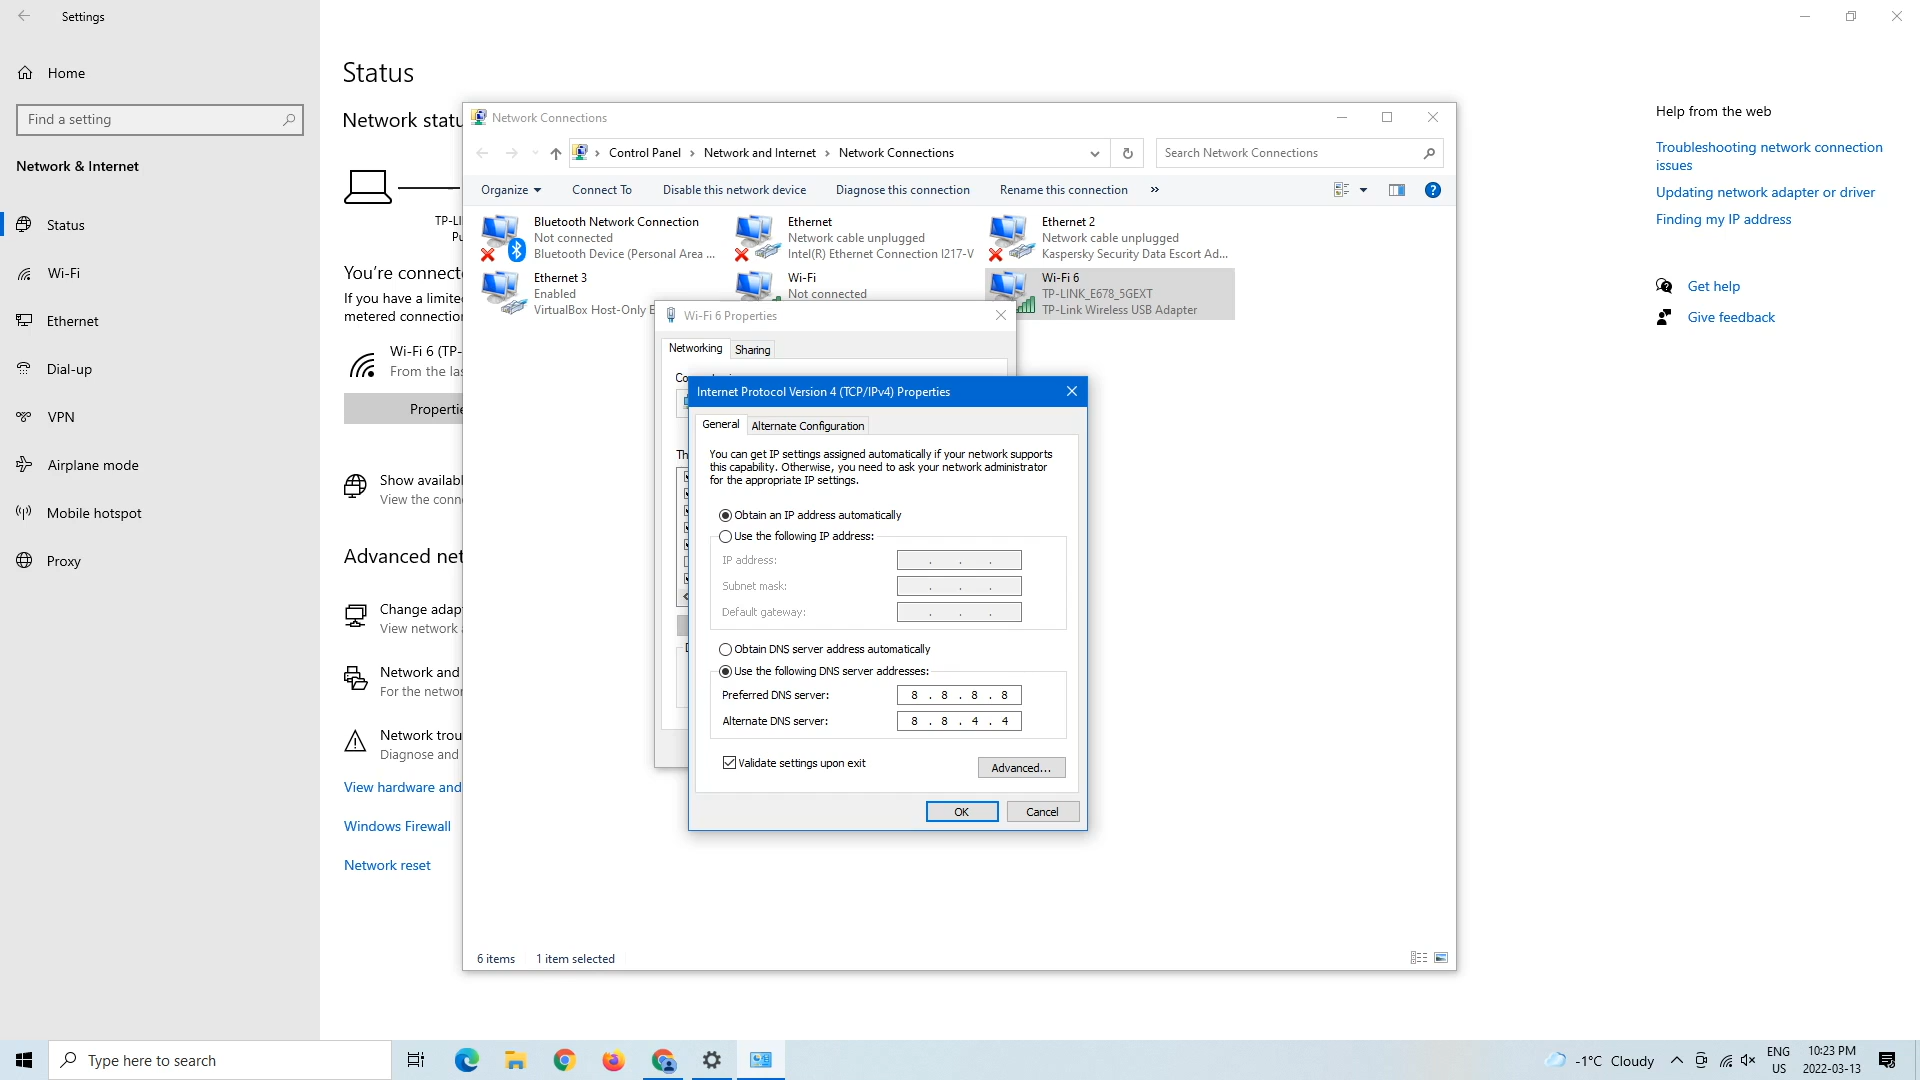 Settings
Home
Find a setting
Network & Internet
Status
Wi-Fi
Ethernet
Dial-up
VPN
Airplane mode
Mobile hotspot
Proxy
Status
Network statu
TP-LI
Pu
You're connect
If you have a limite
metered connection
Wi-Fi 6 (TP-
From the las
Propertie
Show availabl
View the conn
Advanced net
Change adap
View network a
Network and
For the networ
Network trou
Diagnose and
View hardware and
Windows Firewall
Network reset
Network Connections
Control Panel > Network and Internet > Network Connections
Search Network Connections
Organize
Connect To
Disable this network device
Diagnose this connection
Rename this connection
»
Bluetooth Network Connection
Not connected
Bluetooth Device (Personal Area ...
Ethernet
Network cable unplugged
Intel(R) Ethernet Connection I217-V
Ethernet 2
Network cable unplugged
Kaspersky Security Data Escort Ad...
Ethernet 3
Enabled
VirtualBox Host-Only E
Wi-Fi
Not connected
Wi-Fi 6
TP-LINK_E678_5GEXT
TP-Link Wireless USB Adapter
Wi-Fi 6 Properties
Networking
Sharing
Th
Internet Protocol Version 4 (TCP/IPv4) Properties
General
Alternate Configuration
You can get IP settings assigned automatically if your network supports
this capability. Otherwise, you need to ask your network administrator
for the appropriate IP settings.
Obtain an IP address automatically
Use the following IP address:
IP address: . . .
Subnet mask: . . .
Default gateway: . . .
Obtain DNS server address automatically
Use the following DNS server addresses:
Preferred DNS server: 8 . 8 . 8 . 8
Alternate DNS server: 8 . 8 . 4 . 4
Validate settings upon exit
Advanced...
OK
Cancel
6 items
1 item selected
Help from the web
Troubleshooting network connection
issues
Updating network adapter or driver
Finding my IP address
Get help
Give feedback
Type here to search
-1°C Cloudy
ENG
US
10:23 PM
2022-03-13